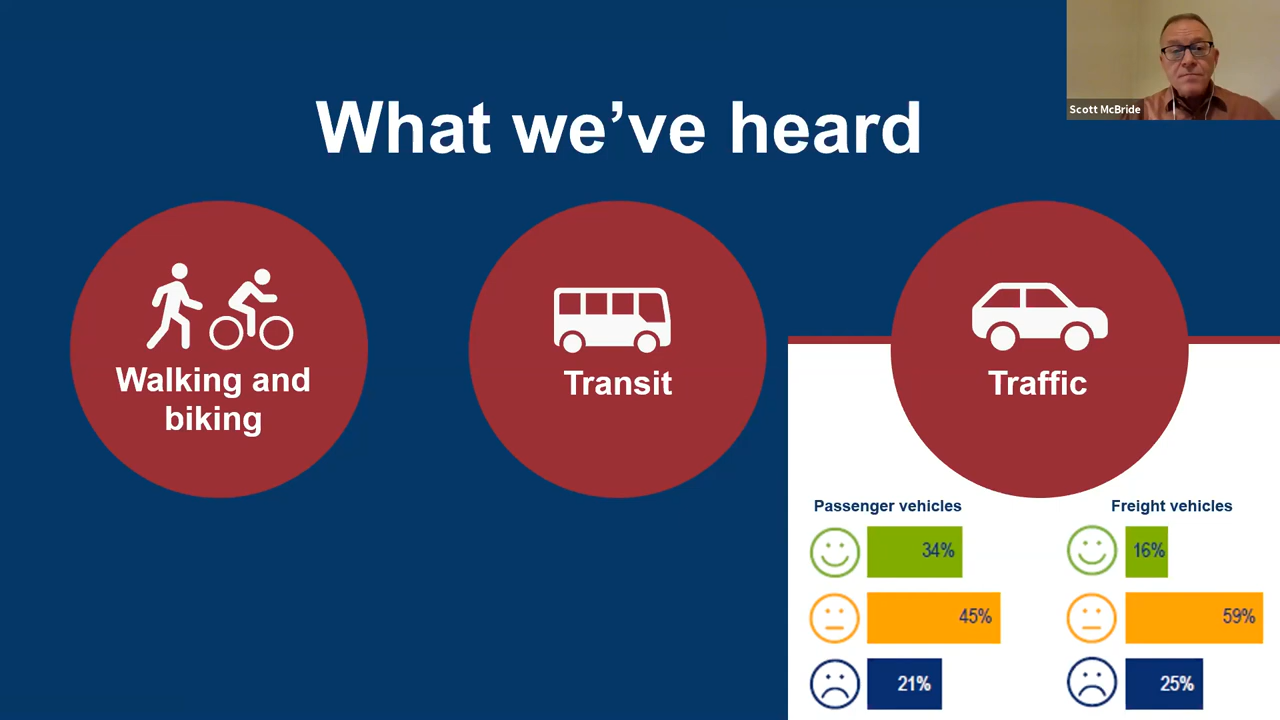 Scott McBride
What we’ve heard
Walking and
biking
Transit
Traffic
Passenger vehicles
34%
45%
21%
Freight vehicles
16%
59%
25%